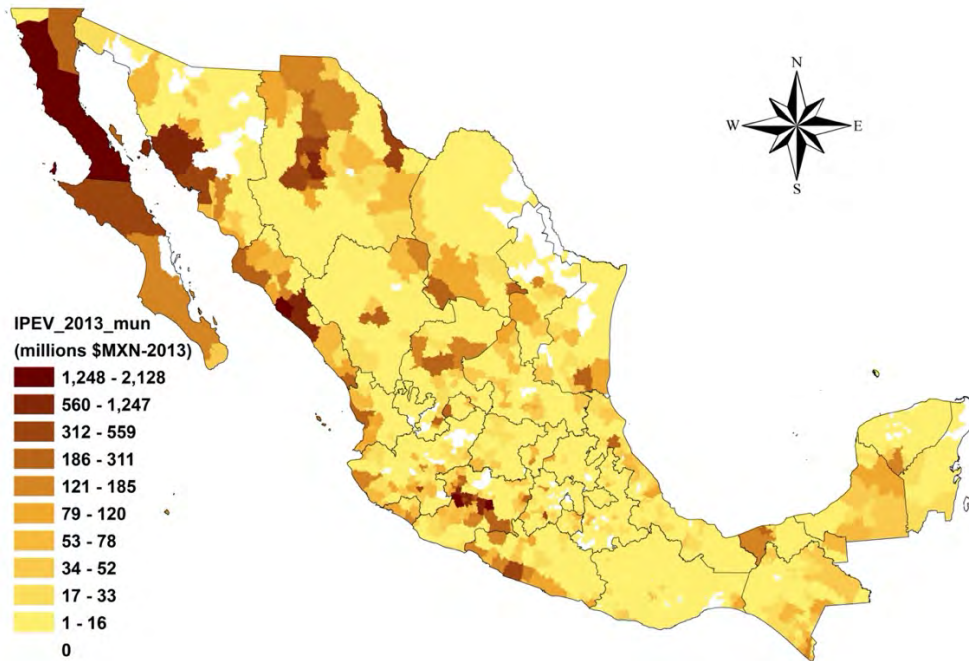 N
W E
S
IPEV_2013_mun
(millions $MXN-2013)
1,248 - 2,128
560 - 1,247
312 - 559
186 - 311
121 - 185
79 - 120
53 - 78
34 - 52
17 - 33
1 - 16
0